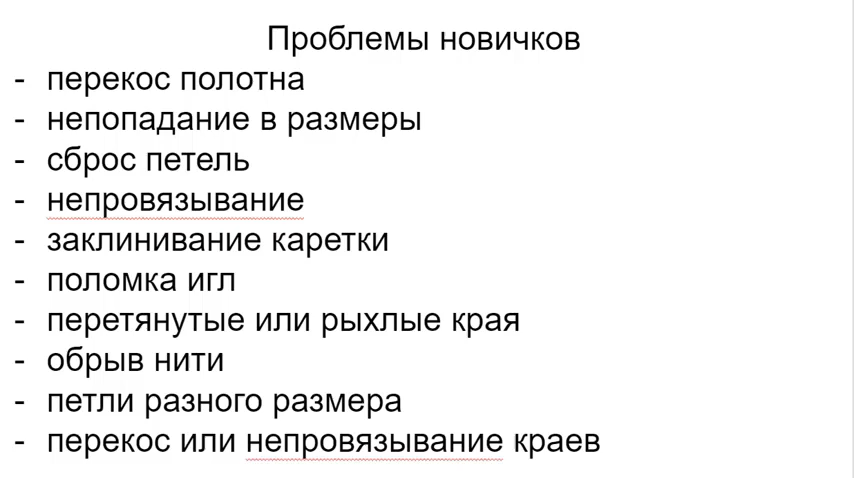 Проблемы новичков
- перекос полотна
- непопадание в размеры
- сброс петель
- непровязывание
- заклинивание каретки
- поломка игл
- перетянутые или рыхлые края
- обрыв нити
- петли разного размера
- перекос или непровязывание краев